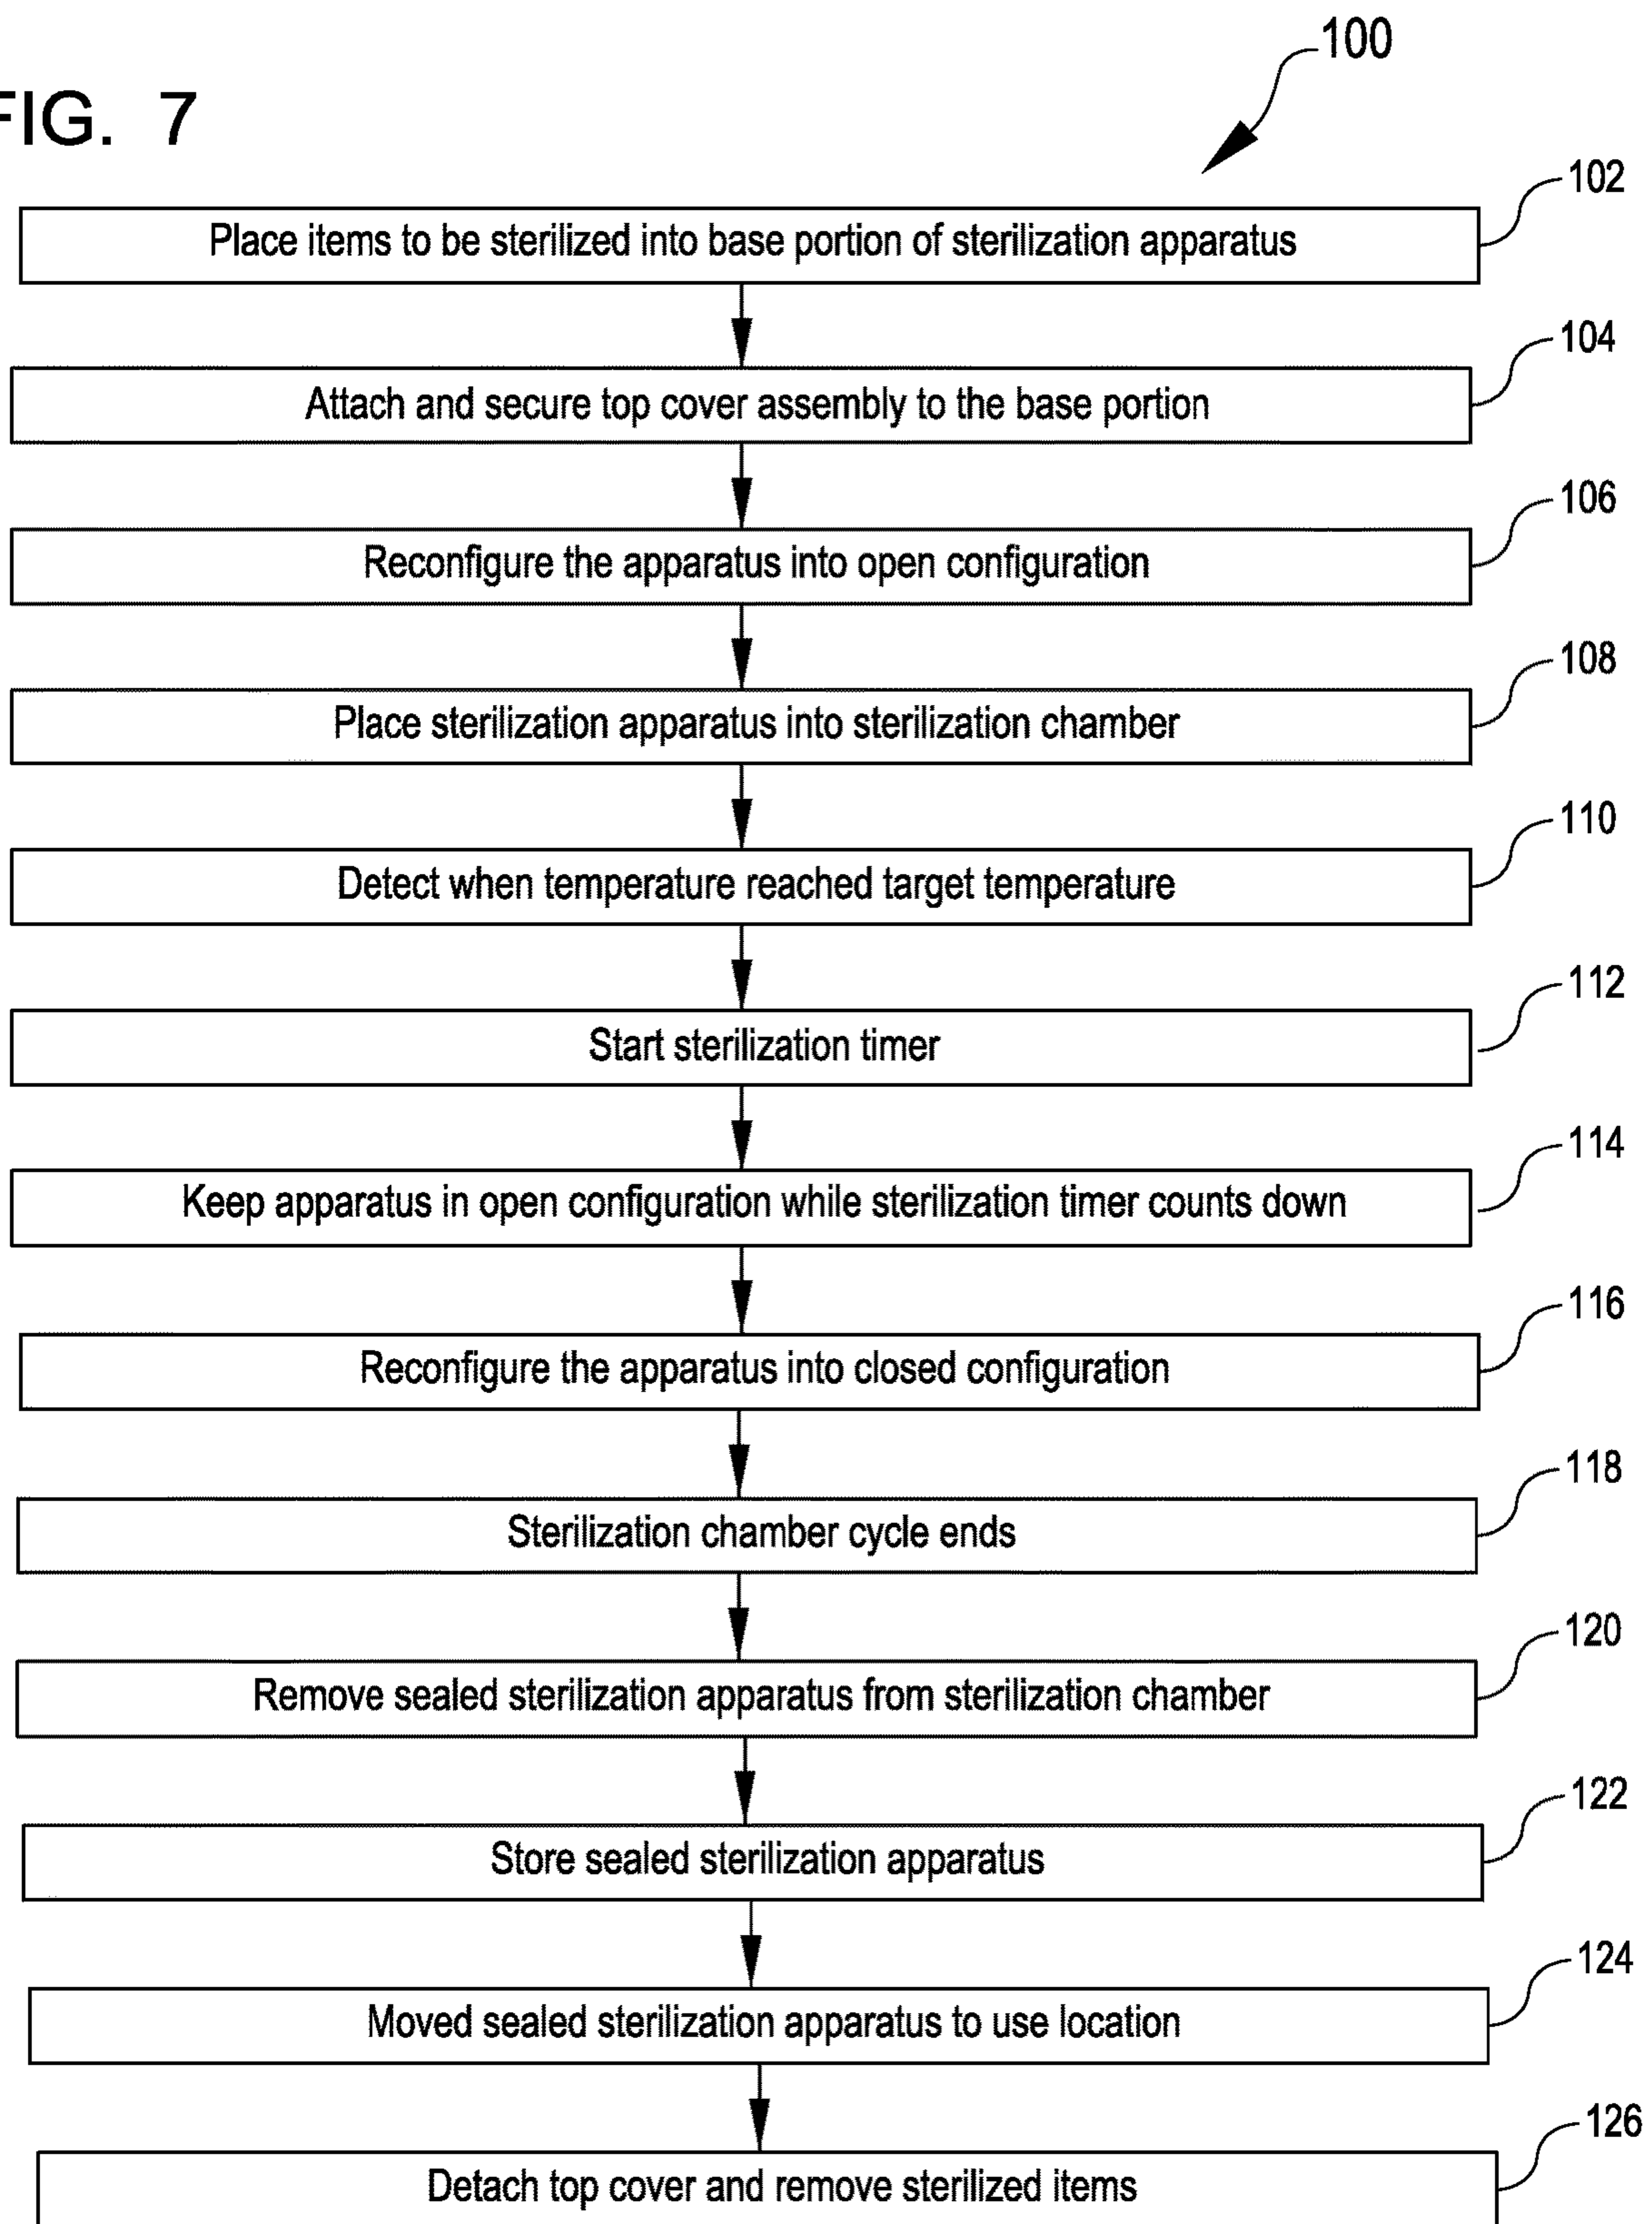 100
FIG. 7
102
Place items to be sterilized into base portion of sterilization apparatus
104
Attach and secure top cover assembly to the base portion
106
Reconfigure the apparatus into open configuration
108
Place sterilization apparatus into sterilization chamber
110
Detect when temperature reached target temperature
112
Start sterilization timer
114
Keep apparatus in open configuration while sterilization timer counts down
116
Reconfigure the apparatus into closed configuration
118
Sterilization chamber cycle ends
120
Remove sealed sterilization apparatus from sterilization chamber
122
Store sealed sterilization apparatus
124
Moved sealed sterilization apparatus to use location
126
Detach top cover and remove sterilized items